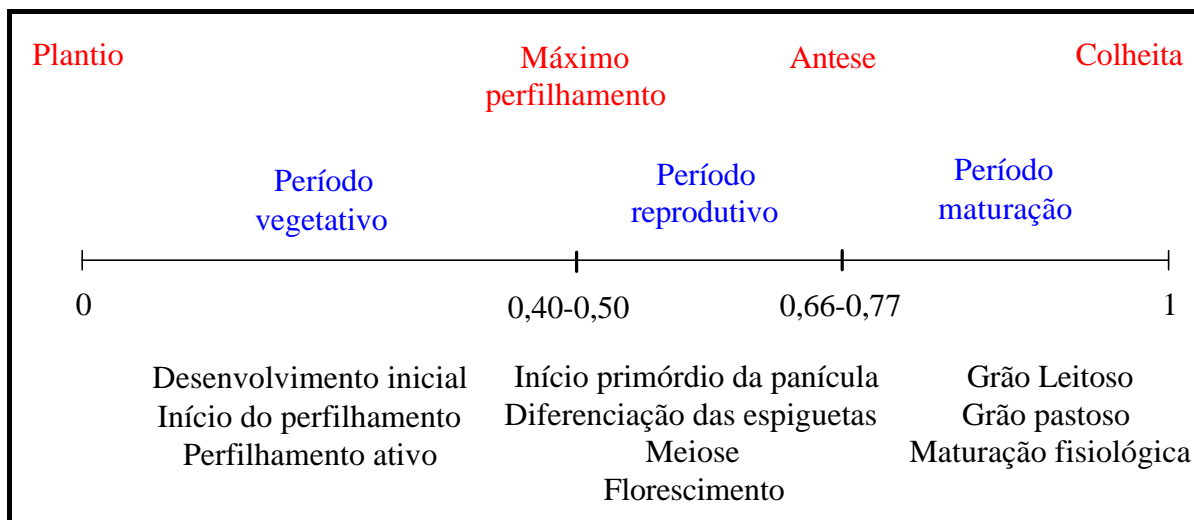 Plantio
Máximo
perfilhamento
Antese
Colheita
Período
vegetativo
Período
reprodutivo
Período
maturação
0
0,40-0,50
0,66-0,77
1
Desenvolvimento inicial
Início do perfilhamento
Perfilhamento ativo
Início primórdio da panícula
Diferenciação das espiguetas
Meiose
Florescimento
Grão Leitoso
Grão pastoso
Maturação fisiológica